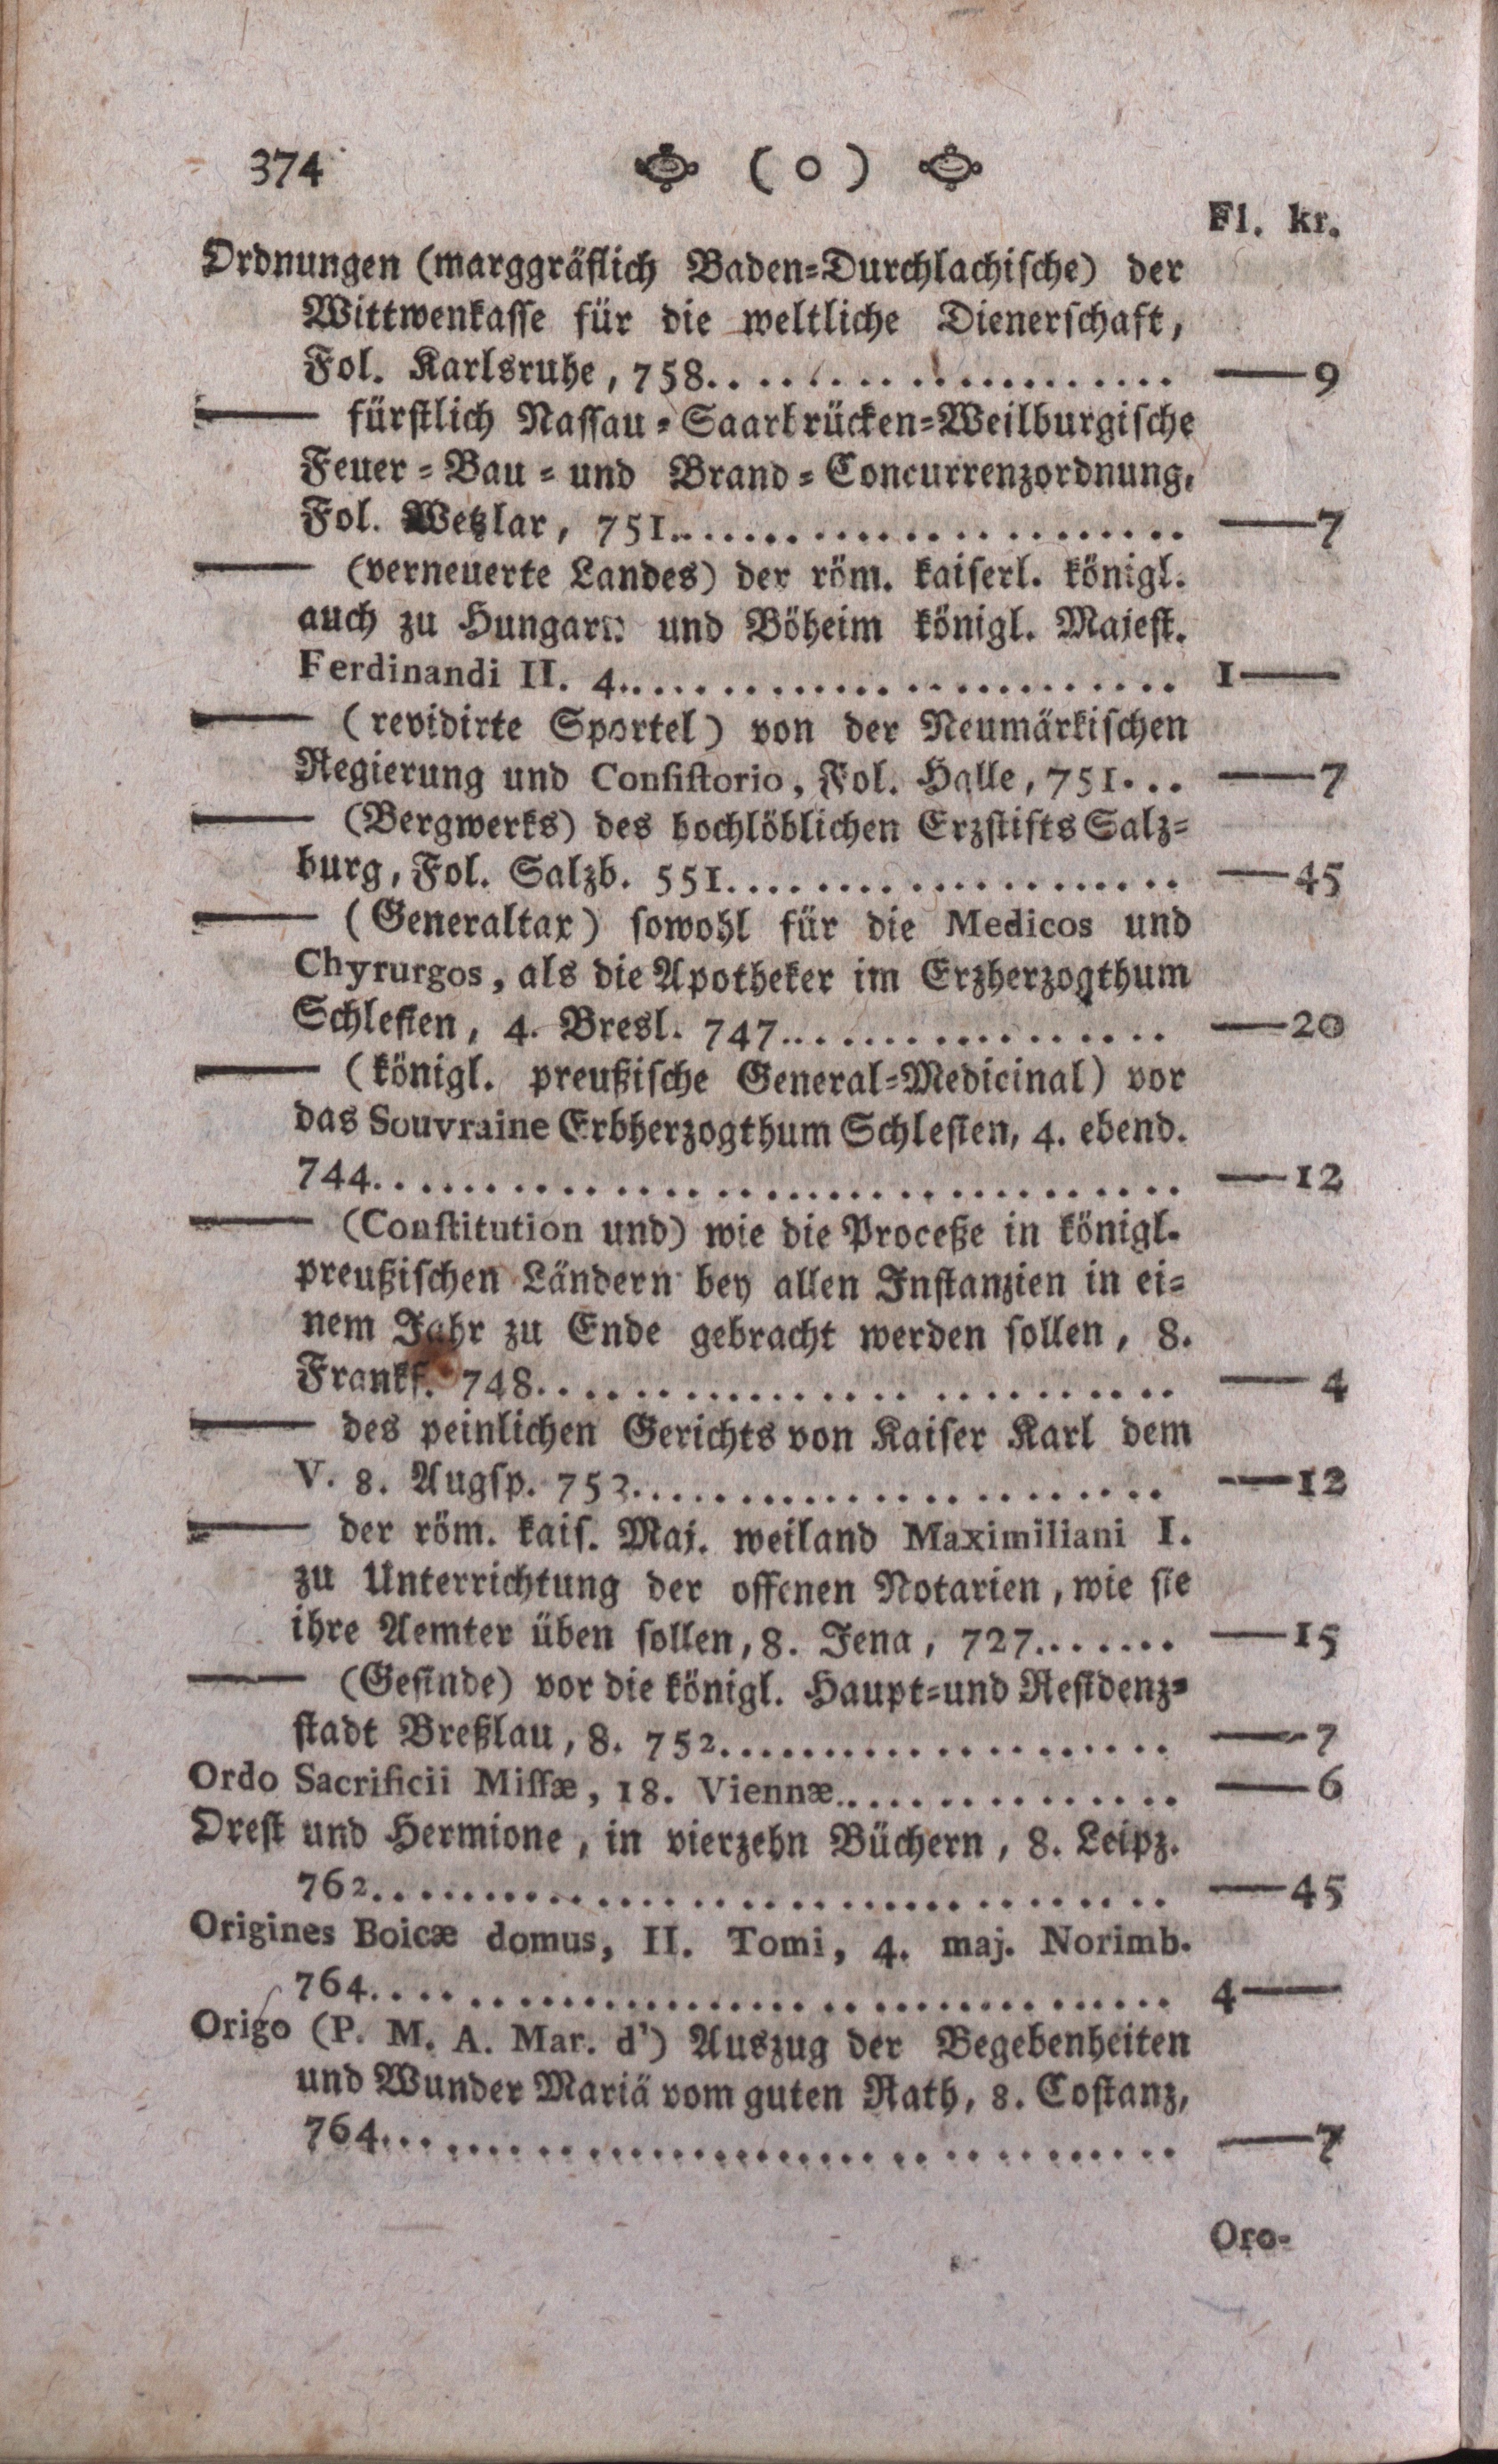 374 ( o )
Fl. kr.
Ordnungen (marggräflich Baden=Durchlachische) der
Wittwenkasse für die weltliche Dienerschaft,
Fol. Karlsruhe, 758.................... —9
—— fürstlich Nassau=Saarbrücken=Weilburgische
Feuer=Bau=und Brand=Concurrenzordnung,
Fol. Wetzlar, 751...................... —7
—— (verneuerte Landes) der röm. kaiserl. königl.
auch zu Hungarn und Böheim königl. Majest.
Ferdinandi II. 4........................ 1—
—— (revidirte Sportel) von der Neumärkischen
Regierung und Consistorio, Fol. Halle, 751... —7
—— (Bergwerks) des hochlöblichen Erzstifts Salz=
burg, Fol. Salzb. 551................... —45
—— (Generaltax) sowohl für die Medicos und
Chyrurgos, als die Apotheker im Erzherzogthum
Schlesien, 4. Bresl. 747................ —20
—— (königl. preußische General=Medicinal) vor
das Souvraine Erbherzogthum Schlesien, 4. ebend.
744.................................. —12
—— (Constitution und) wie die Proceße in königl.
preußischen Ländern bey allen Instanzien in ei=
nem Jahr zu Ende gebracht werden sollen, 8.
Frankf. 748.......................... —4
—— des peinlichen Gerichts von Kaiser Karl dem
V. 8. Augsp. 753...................... —12
—— der röm. kais. Maj. weiland Maximiliani I.
zu Unterrichtung der offenen Notarien, wie sie
ihre Aemter üben sollen, 8. Jena, 727....... —15
—— (Gesinde) vor die königl. Haupt=und Residenz=
stadt Breßlau, 8. 752................... —7
Ordo Sacrificii Missæ, 18. Viennæ............... —6
Orest und Hermione, in vierzehn Büchern, 8. Leipz.
762.................................. —45
Origines Boicæ domus, II. Tomi, 4. maj. Norimb.
764.................................. 4—
Origo (P. M. A. Mar. d') Auszug der Begebenheiten
und Wunder Mariä vom guten Rath, 8. Costanz,
764.................................. —7
Oro-